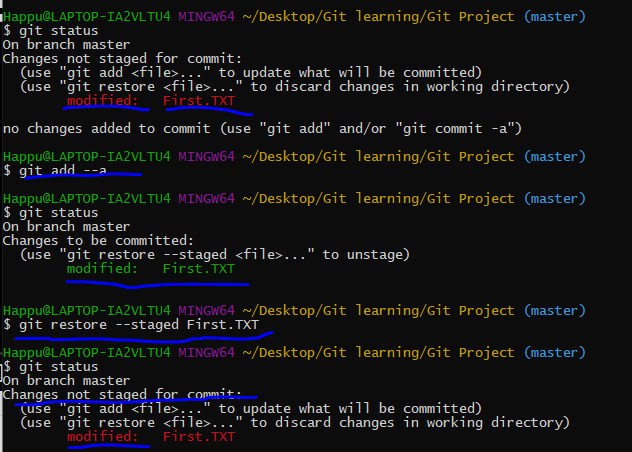 Happu@LAPTOP-IA2VLTU4 MINGW64 ~/Desktop/Git learning/Git Project (master)
$ git status
On branch master
Changes not staged for commit:
  (use "git add <file>..." to update what will be committed)
  (use "git restore <file>..." to discard changes in working directory)
        modified:   First.TXT
no changes added to commit (use "git add" and/or "git commit -a")
Happu@LAPTOP-IA2VLTU4 MINGW64 ~/Desktop/Git learning/Git Project (master)
$ git add --a
Happu@LAPTOP-IA2VLTU4 MINGW64 ~/Desktop/Git learning/Git Project (master)
$ git status
On branch master
Changes to be committed:
  (use "git restore --staged <file>..." to unstage)
        modified:   First.TXT
Happu@LAPTOP-IA2VLTU4 MINGW64 ~/Desktop/Git learning/Git Project (master)
$ git restore --staged First.TXT
Happu@LAPTOP-IA2VLTU4 MINGW64 ~/Desktop/Git learning/Git Project (master)
$ git status
On branch master
Changes not staged for commit:
  (use "git add <file>..." to update what will be committed)
  (use "git restore <file>..." to discard changes in working directory)
        modified:   First.TXT